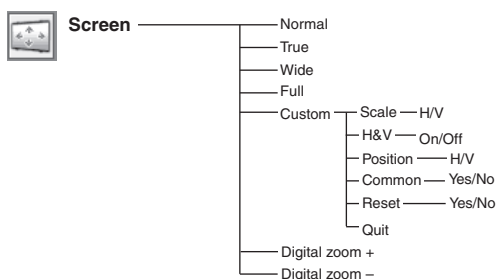 Screen
Normal
True
Wide
Full
Custom
Scale H/V
H&V On/Off
Position H/V
Common Yes/No
Reset Yes/No
Quit
Digital zoom +
Digital zoom –